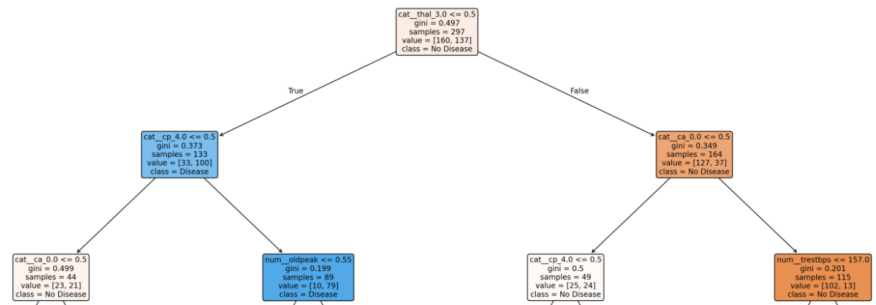 cat__thal_3.0 <= 0.5
gini = 0.497
samples = 297
value = [160, 137]
class = No Disease
True
False
cat__cp_4.0 <= 0.5
gini = 0.373
samples = 133
value = [33, 100]
class = Disease
cat__ca_0.0 <= 0.5
gini = 0.349
samples = 164
value = [127, 37]
class = No Disease
cat__ca_0.0 <= 0.5
gini = 0.499
samples = 44
value = [23, 21]
class = No Disease
num__oldpeak <= 0.55
gini = 0.199
samples = 89
value = [10, 79]
class = Disease
cat__cp_4.0 <= 0.5
gini = 0.5
samples = 49
value = [25, 24]
class = No Disease
num__trestbps <= 157.0
gini = 0.201
samples = 115
value = [102, 13]
class = No Disease